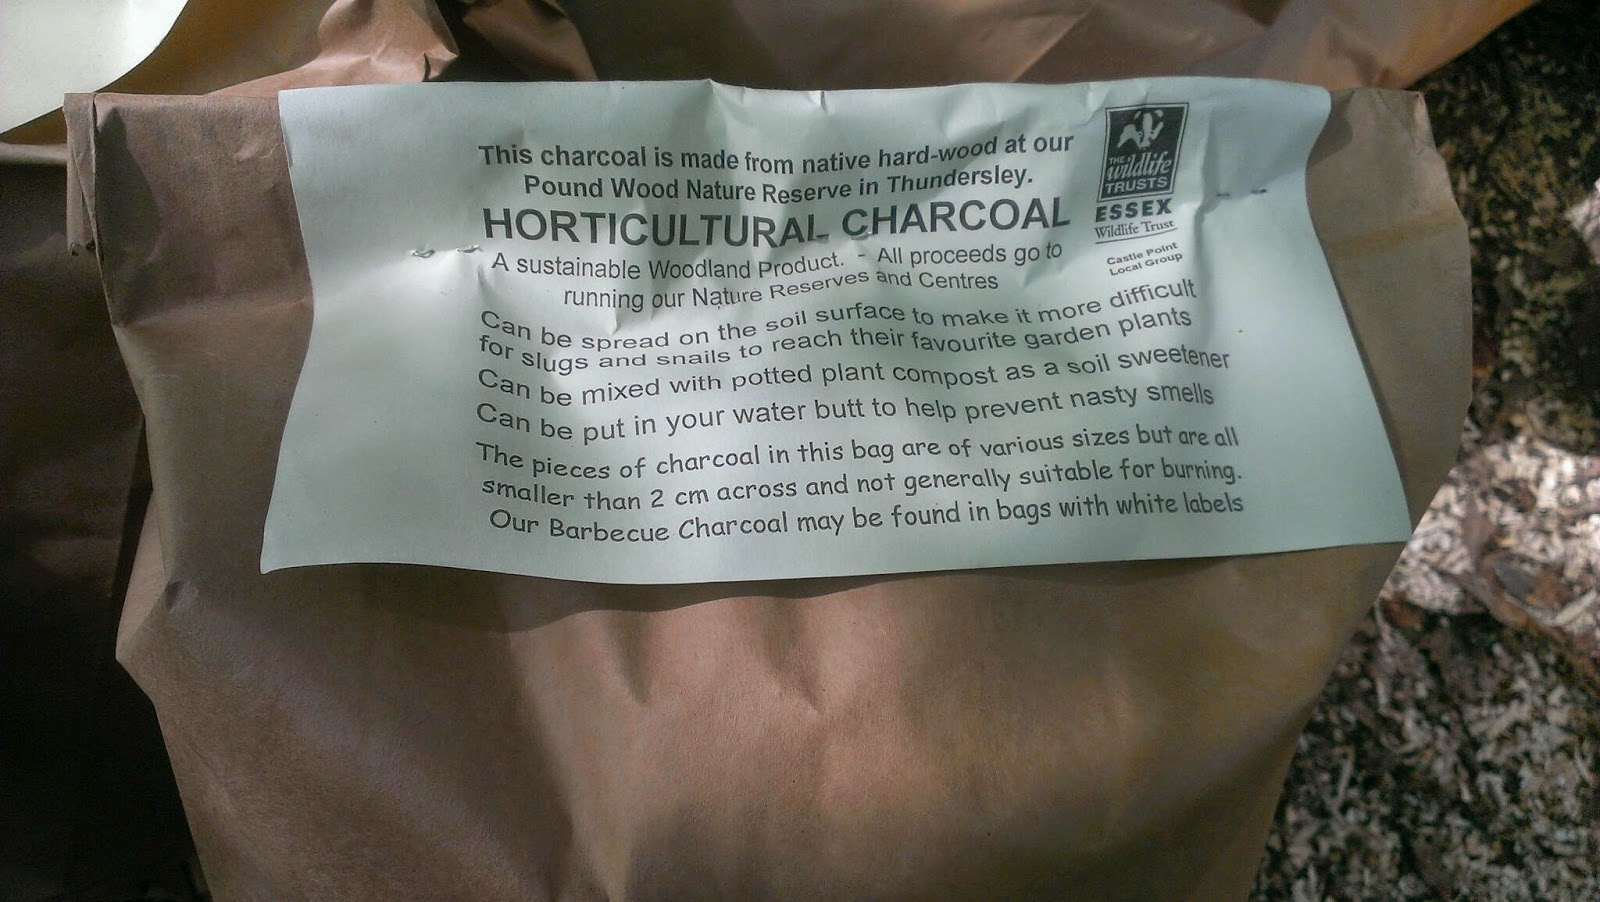 This charcoal is made from native hard-wood at our
Pound Wood Nature Reserve in Thundersley.
HORTICULTURAL CHARCOAL
A sustainable Woodland Product. - All proceeds go to
running our Nature Reserves and Centres
THE
wildlife
TRUSTS
ESSEX
Wildlife Trust
Castle Point
Local Group
Can be spread on the soil surface to make it more difficult
for slugs and snails to reach their favourite garden plants
Can be mixed with potted plant compost as a soil sweetener
Can be put in your water butt to help prevent nasty smells
The pieces of charcoal in this bag are of various sizes but are all
smaller than 2 cm across and not generally suitable for burning.
Our Barbecue Charcoal may be found in bags with white labels